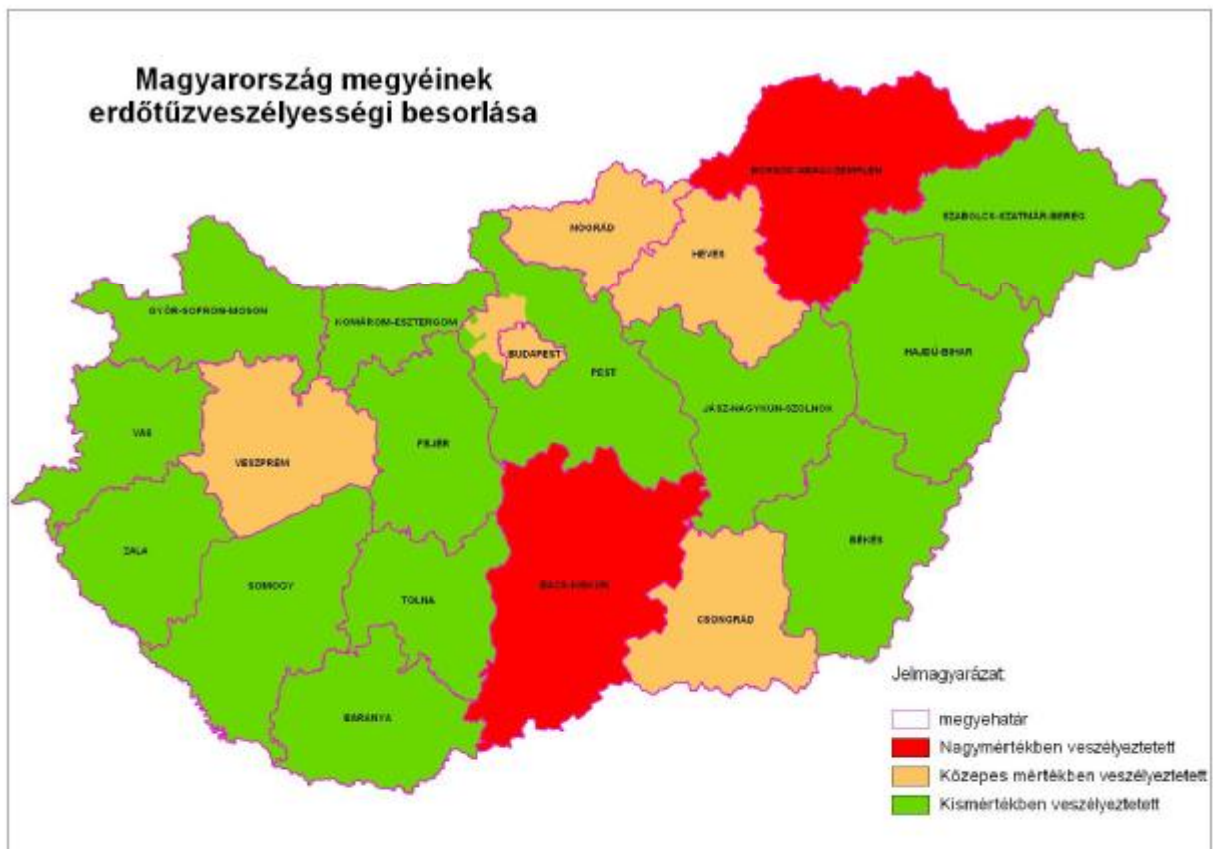 Magyarország megyéinek
erdőtűzveszélyességi besorlása
BORSOD-ABAÚJ-ZEMPLÉN
SZABOLCS-SZATMÁR-BEREG
NÓGRÁD
HEVES
GYŐR-SOPRON-MOSON
KOMÁROM-ESZTERGOM
BUDAPEST
PEST
HAJDÚ-BIHAR
JÁSZ-NAGYKUN-SZOLNOK
VAS
VESZPRÉM
FEJÉR
ZALA
SOMOGY
TOLNA
BÁCS-KISKUN
CSONGRÁD
BÉKÉS
BARANYA
Jelmagyarázat
megyehatár
Nagymértékben veszélyeztetett
Közepes mértékben veszélyeztetett
Kismértékben veszélyeztetett